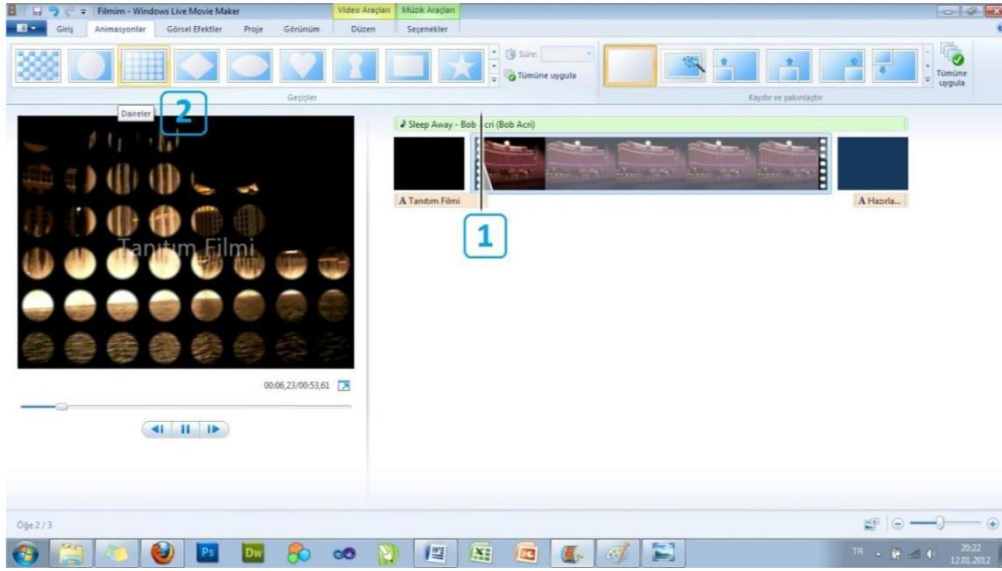 Filmim - Windows Live Movie Maker
Video Araçları
Müzik Araçları
Giriş
Animasyonlar
Görsel Efektler
Proje
Görünüm
Düzen
Seçenekler
Süre:
Tümüne uygula
Tümüne
uygula
Geçişler
Kaydır ve yakınlaştır
Daireler
2
♪ Sleep Away - Bob Acri (Bob Acri)
A Tanıtım Filmi
A Hazırla...
1
Tanıtım Filmi
00:06,23/00:53,61
Öğe 2 / 3
Ps
Dw
TR
20:22
12.01.2012